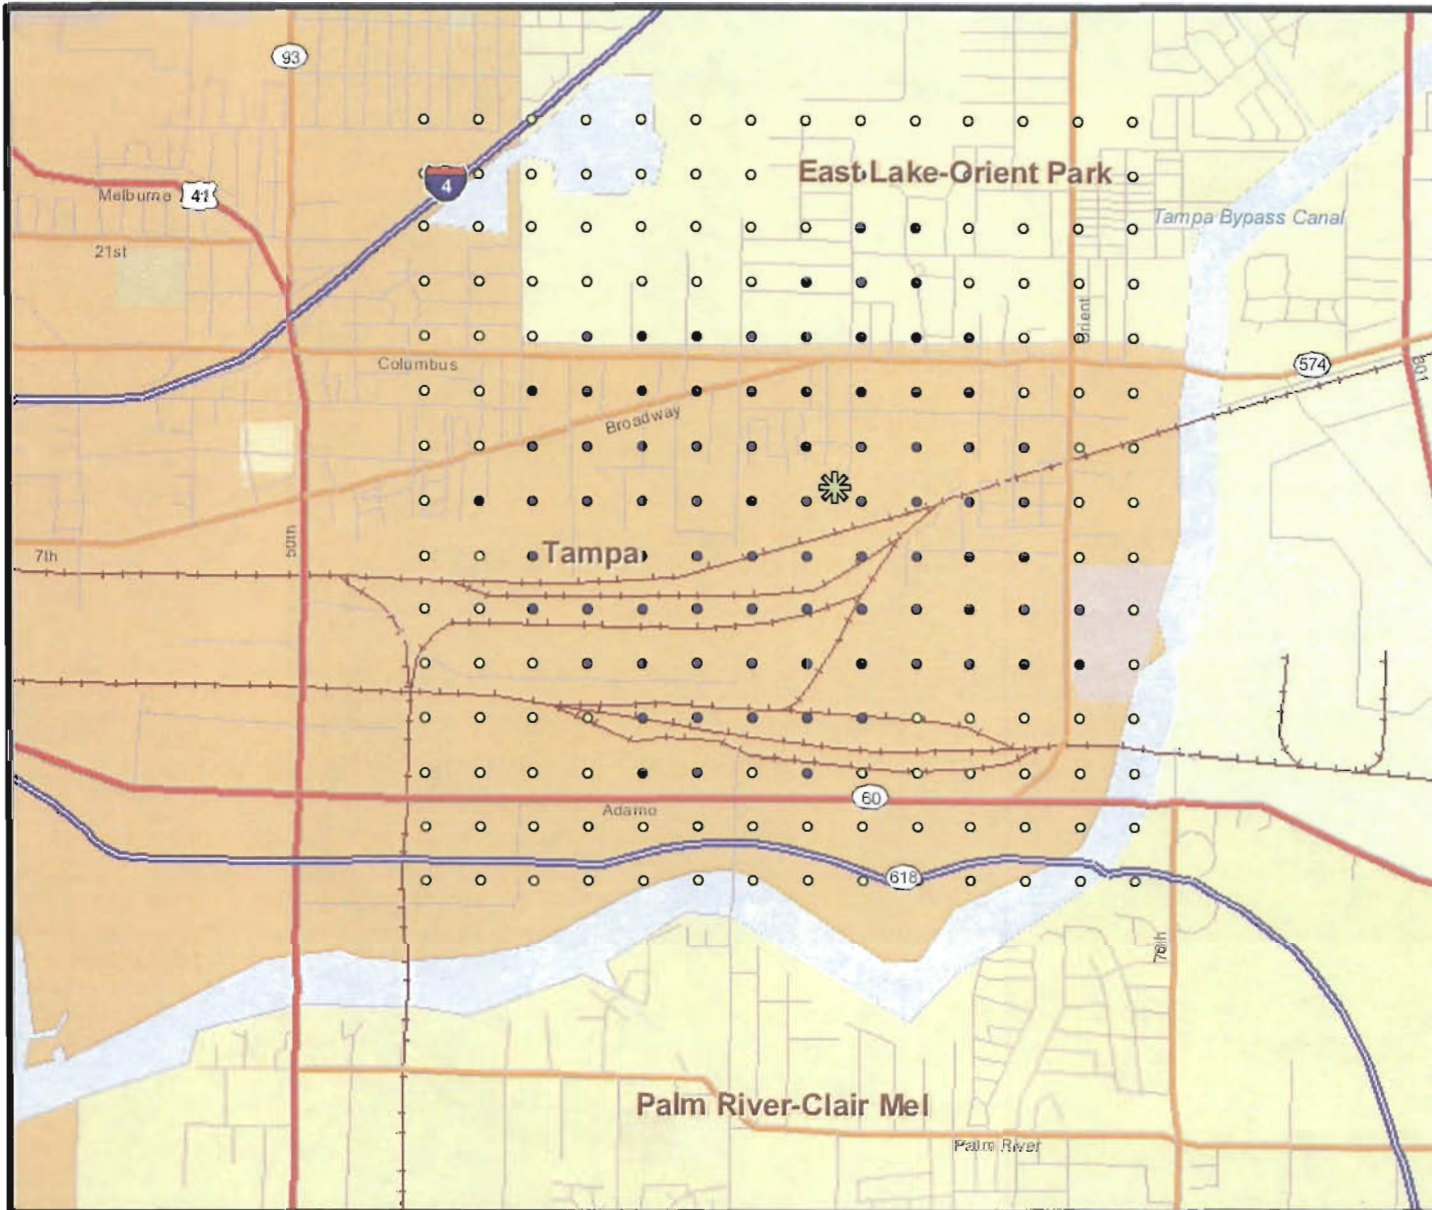 93
4
East Lake-Orient Park
Melburne 41
Tampa Bypass Canal
21st
Orient
Columbus
574
301
Broadway
50th
7th
Tampa
60
Adamo
618
78th
Palm River-Clair Mel
Palm River